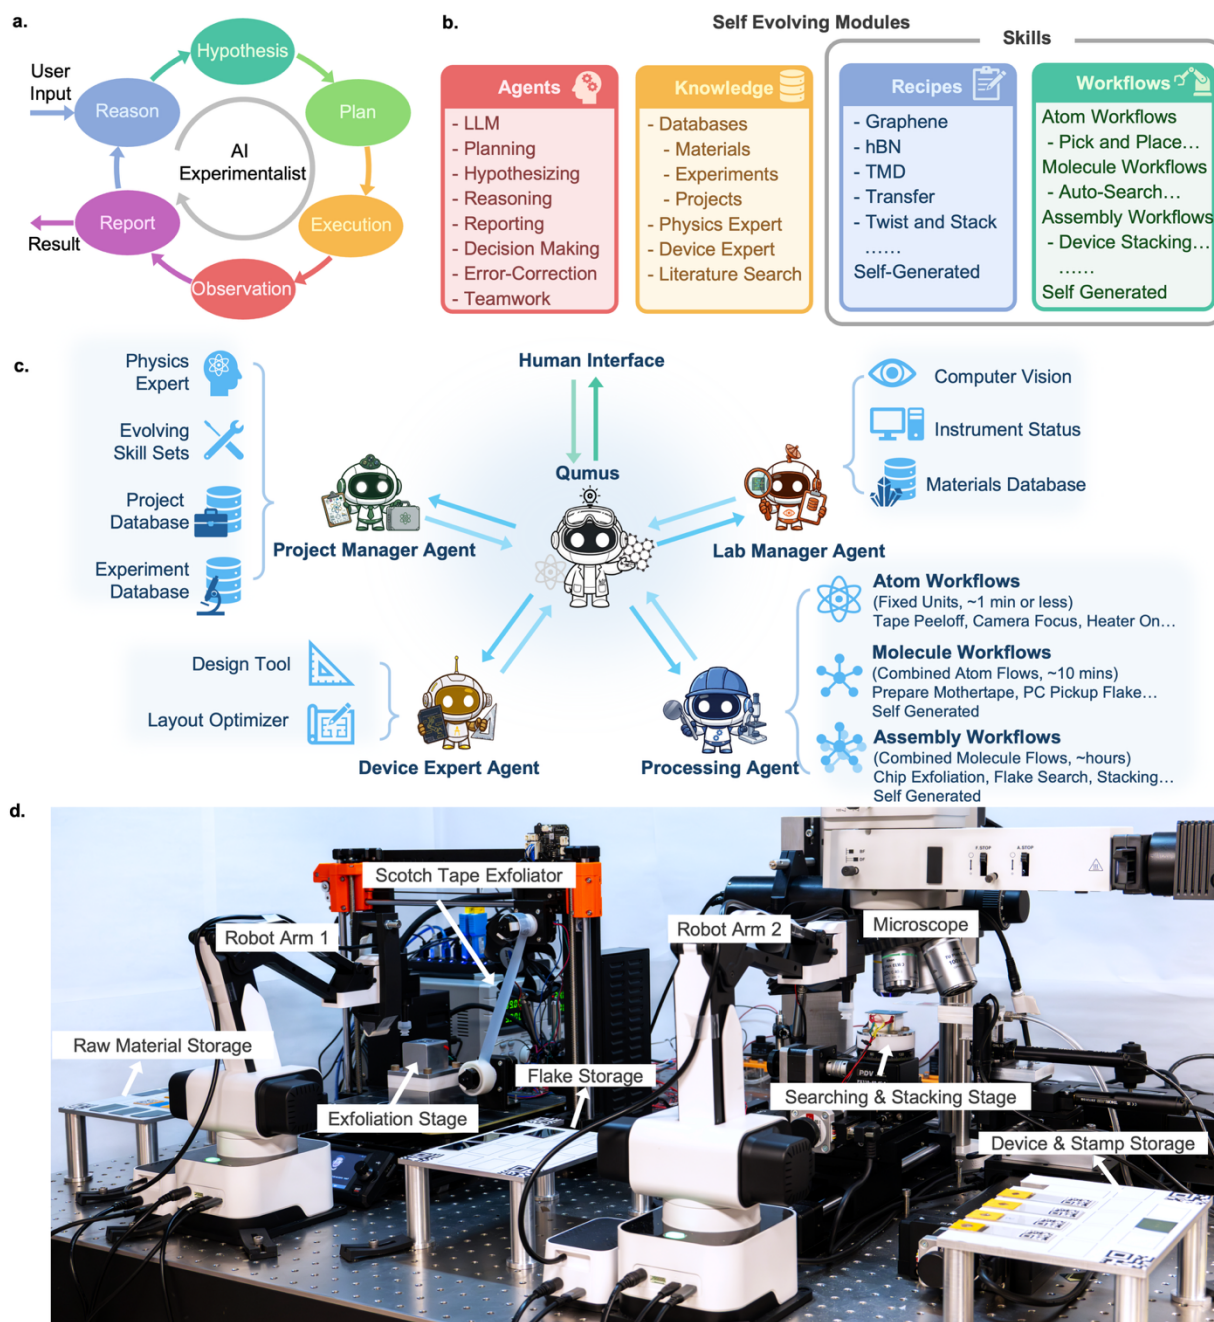 a.
User
Input
Hypothesis
Reason
Plan
AI
Experimentalist
Report
Execution
Result
Observation
b.
Self Evolving Modules
Skills
Agents
- LLM
- Planning
- Hypothesizing
- Reasoning
- Reporting
- Decision Making
- Error-Correction
- Teamwork
Knowledge
- Databases
- Materials
- Experiments
- Projects
- Physics Expert
- Device Expert
- Literature Search
Recipes
- Graphene
- hBN
- TMD
- Transfer
- Twist and Stack
......
Self-Generated
Workflows
Atom Workflows
- Pick and Place...
Molecule Workflows
- Auto-Search...
Assembly Workflows
- Device Stacking...
......
Self Generated
c.
Physics
Expert
Evolving
Skill Sets
Project
Database
Experiment
Database
Project Manager Agent
Human Interface
Qumus
Lab Manager Agent
Computer Vision
Instrument Status
Materials Database
Design Tool
Layout Optimizer
Device Expert Agent
Processing Agent
Atom Workflows
(Fixed Units, ~1 min or less)
Tape Peeloff, Camera Focus, Heater On...
Molecule Workflows
(Combined Atom Flows, ~10 mins)
Prepare Mothertape, PC Pickup Flake...
Self Generated
Assembly Workflows
(Combined Molecule Flows, ~hours)
Chip Exfoliation, Flake Search, Stacking...
Self Generated
d.
Scotch Tape Exfoliator
Robot Arm 1
Robot Arm 2
Microscope
Raw Material Storage
Exfoliation Stage
Flake Storage
Searching & Stacking Stage
Device & Stamp Storage
F.STOP
A.STOP